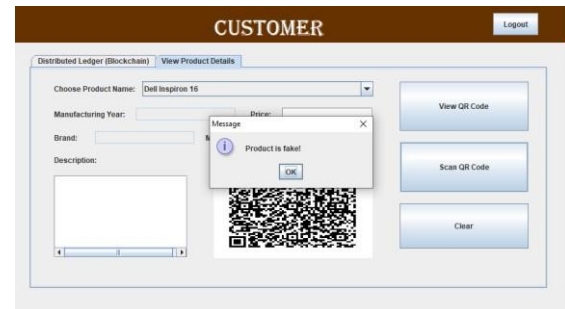 CUSTOMER
Logout
Distributed Ledger (Blockchain) View Product Details
Choose Product Name: Dell Inspiron 16
View QR Code
Manufacturing Year: Price:
Message
Brand: M
Product is fake!
Description:
OK
Scan QR Code
Clear